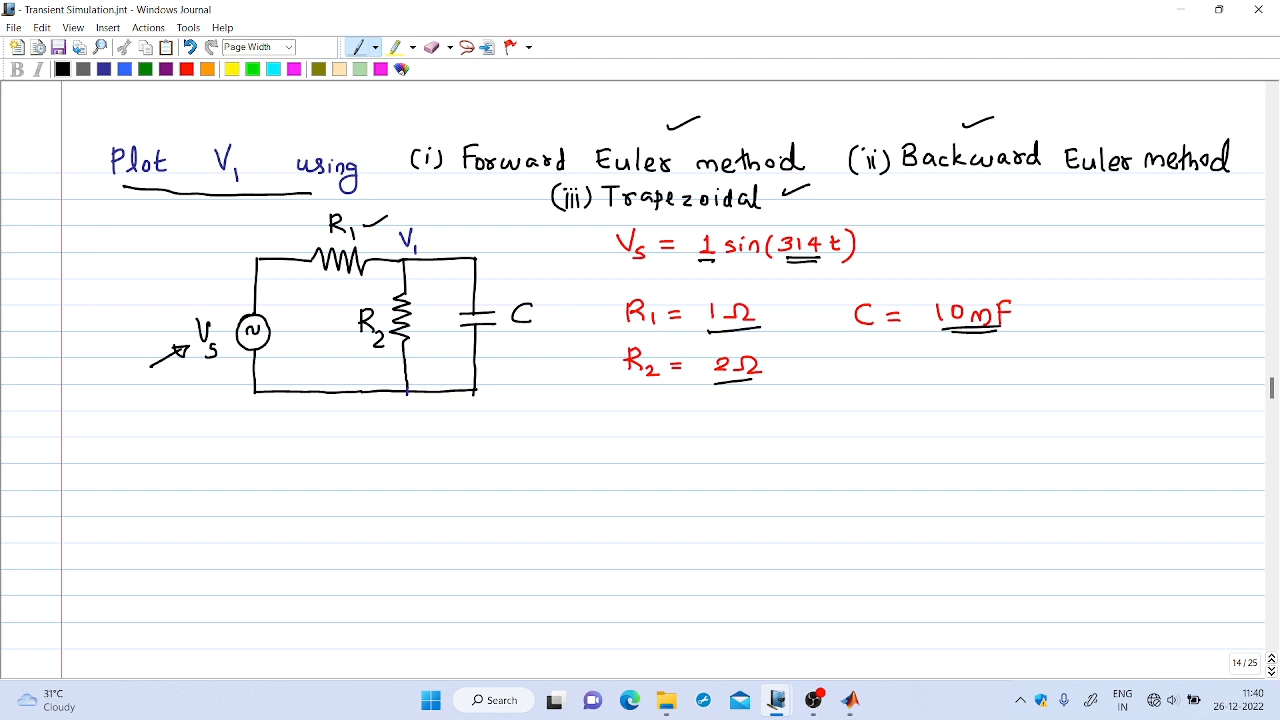 Transient Simulation.jnt - Windows Journal
File Edit View Insert Actions Tools Help
Page Width
B I
Plot V1 using (i) Forward Euler method (ii) Backward Euler method
(iii) Trapezoidal
R1
V1
Vs = 1 sin(314t)
R2
C
Vs
R1 = 1Ω C = 10mF
R2 = 2Ω
14 / 25
31°C
Cloudy
Search
ENG
IN
11:40
26-12-2022